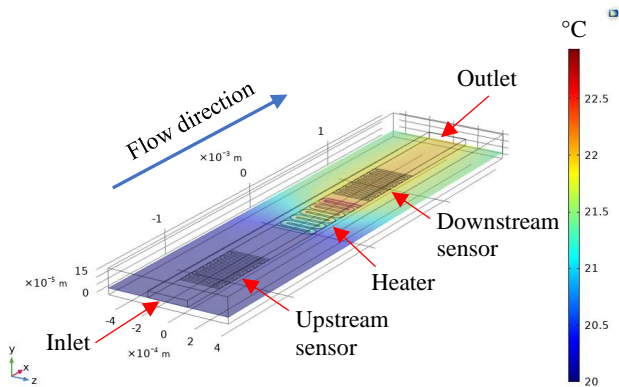 °C
Outlet
Flow direction
22.5
1
×10⁻³ m
0
22
-1
21.5
Downstream
sensor
15
×10⁻⁵ m
0
Heater
21
-4
-2
0
2
4
×10⁻⁴ m
Inlet
Upstream
sensor
20.5
y
x
z
20